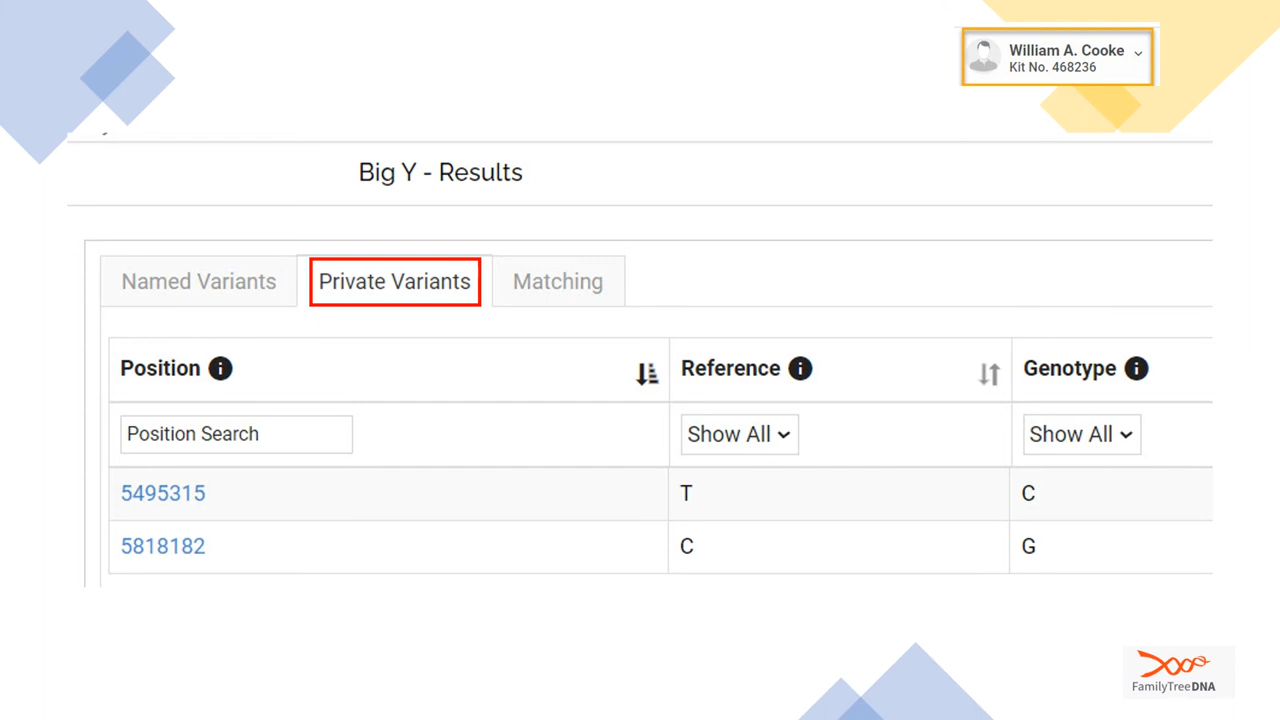 William A. Cooke
Kit No. 468236
Big Y - Results
Named Variants Private Variants Matching
Position Reference Genotype
Position Search Show All Show All
5495315 T C
5818182 C G
FamilyTreeDNA